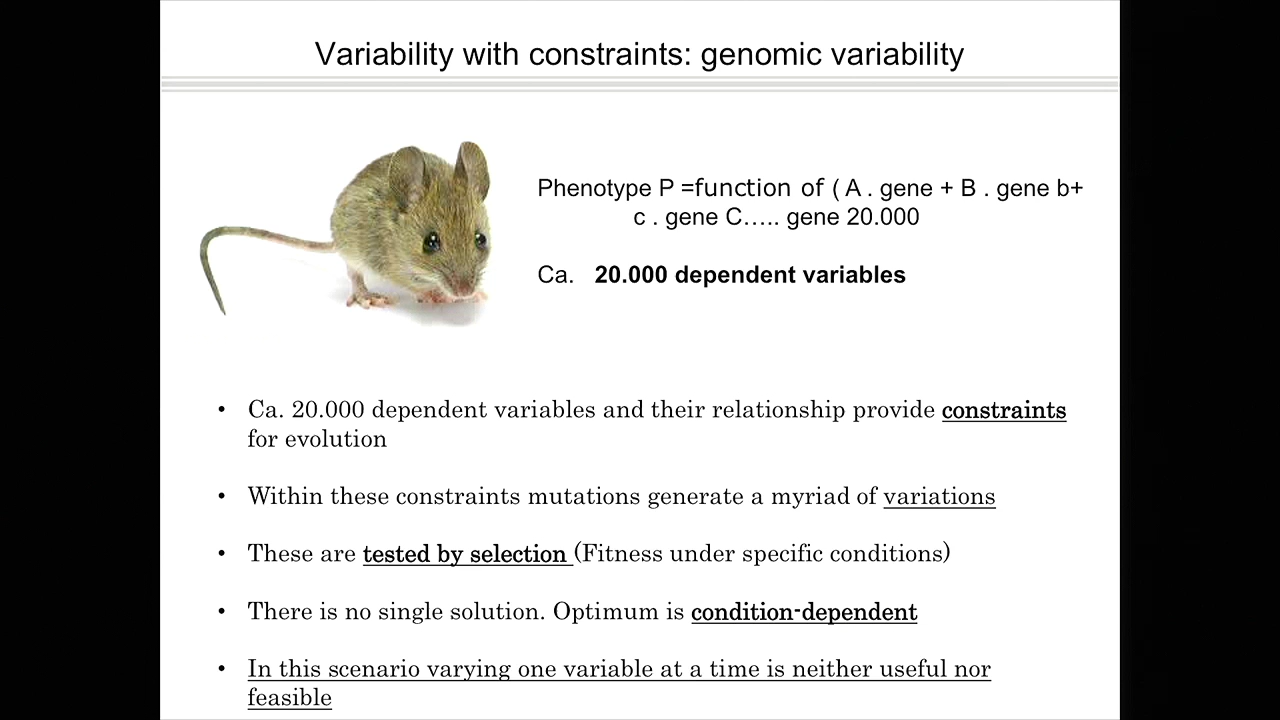 Variability with constraints: genomic variability
Phenotype P =function of ( A . gene + B . gene b+
c . gene C….. gene 20.000
Ca. 20.000 dependent variables
• Ca. 20.000 dependent variables and their relationship provide constraints
for evolution
• Within these constraints mutations generate a myriad of variations
• These are tested by selection (Fitness under specific conditions)
• There is no single solution. Optimum is condition-dependent
• In this scenario varying one variable at a time is neither useful nor
feasible